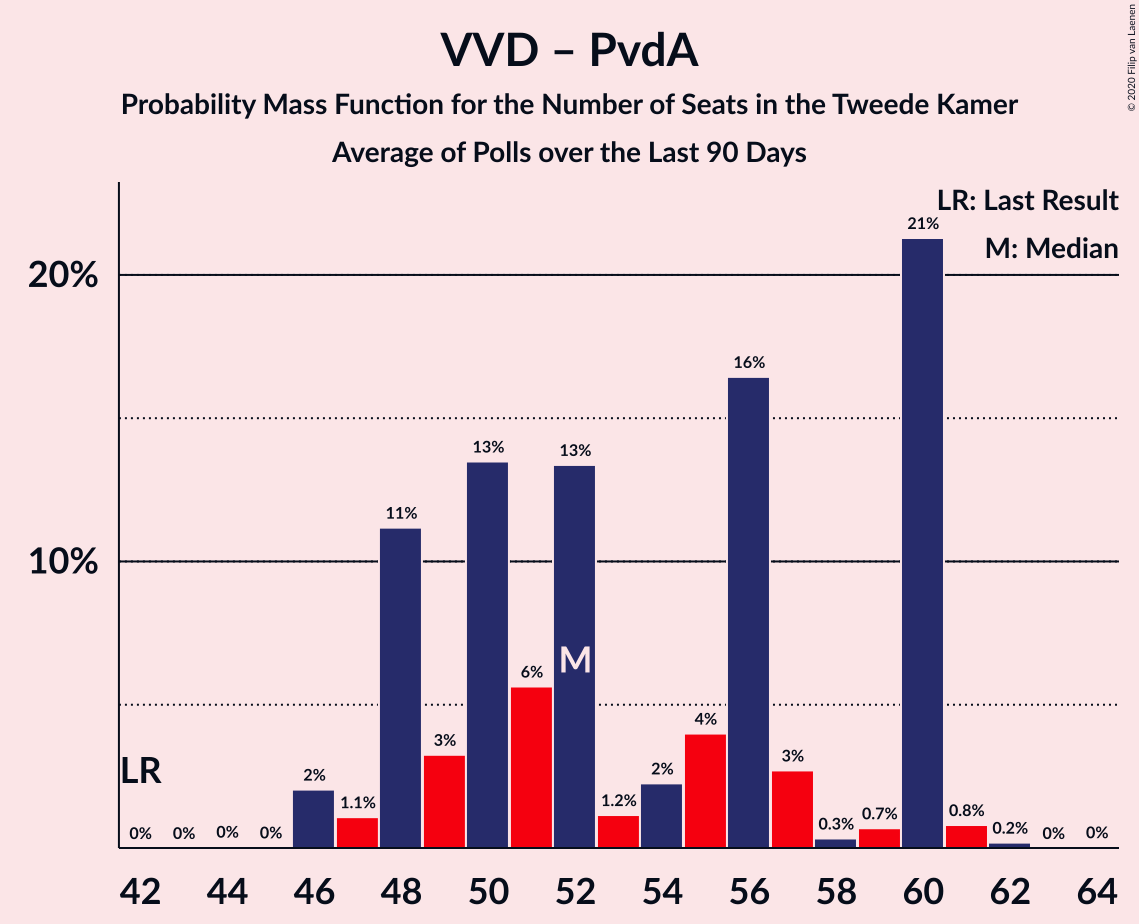 VVD – PvdA
Probability Mass Function for the Number of Seats in the Tweede Kamer
Average of Polls over the Last 90 Days
© 2020 Filip van Laenen
LR: Last Result
M: Median
20%
10%
LR
M
0%
0%
0%
0%
2%
1.1%
11%
3%
13%
6%
13%
1.2%
2%
4%
16%
3%
0.3%
0.7%
21%
0.8%
0.2%
0%
0%
42 44 46 48 50 52 54 56 58 60 62 64